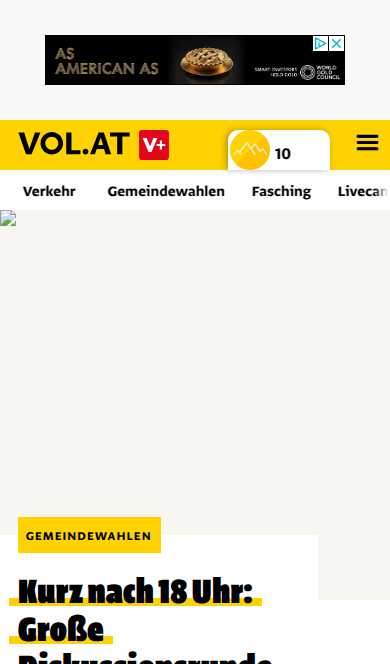 AS
AMERICAN AS
SMART INVESTORS
HOLD GOLD
WORLD
GOLD
COUNCIL
VOL.AT V+
10
Verkehr Gemeindewahlen Fasching Livecam
GEMEINDEWAHLEN
Kurz nach 18 Uhr:
Große
Diskussionsrunde